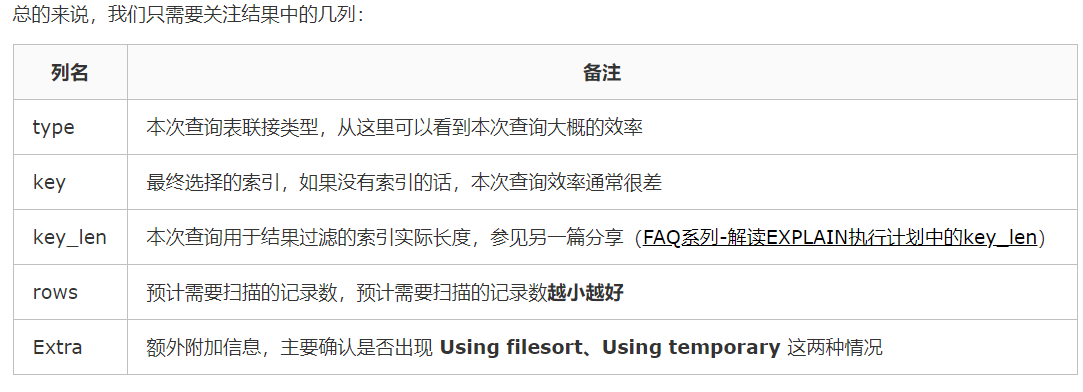 总的来说，我们只需要关注结果中的几列：
列名 备注
type 本次查询表联接类型，从这里可以看到本次查询大概的效率
key 最终选择的索引，如果没有索引的话，本次查询效率通常很差
key_len 本次查询用于结果过滤的索引实际长度，参见另一篇分享（FAQ系列-解读EXPLAIN执行计划中的key_len）
rows 预计需要扫描的记录数，预计需要扫描的记录数越小越好
Extra 额外附加信息，主要确认是否出现 Using filesort、Using temporary 这两种情况